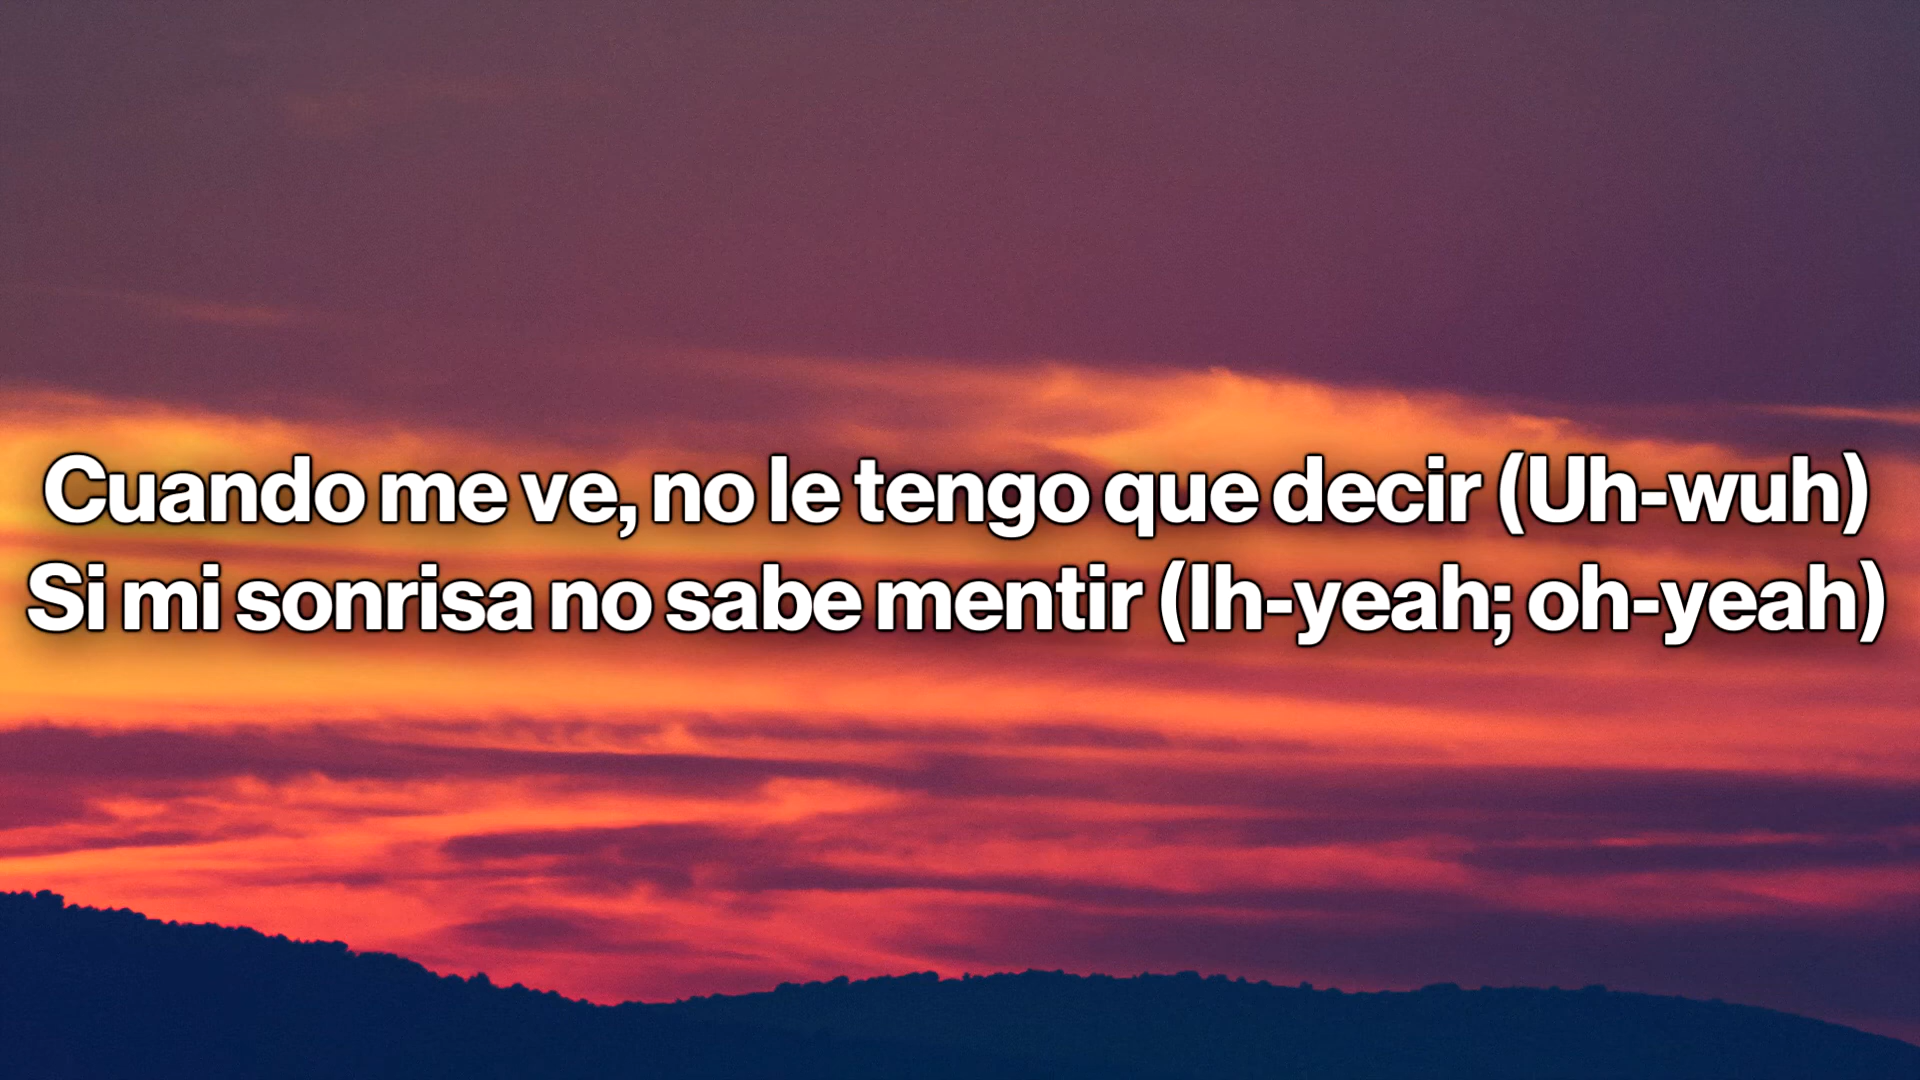 Cuando me ve, no le tengo que decir (Uh-wuh)
Si mi sonrisa no sabe mentir (Ih-yeah; oh-yeah)